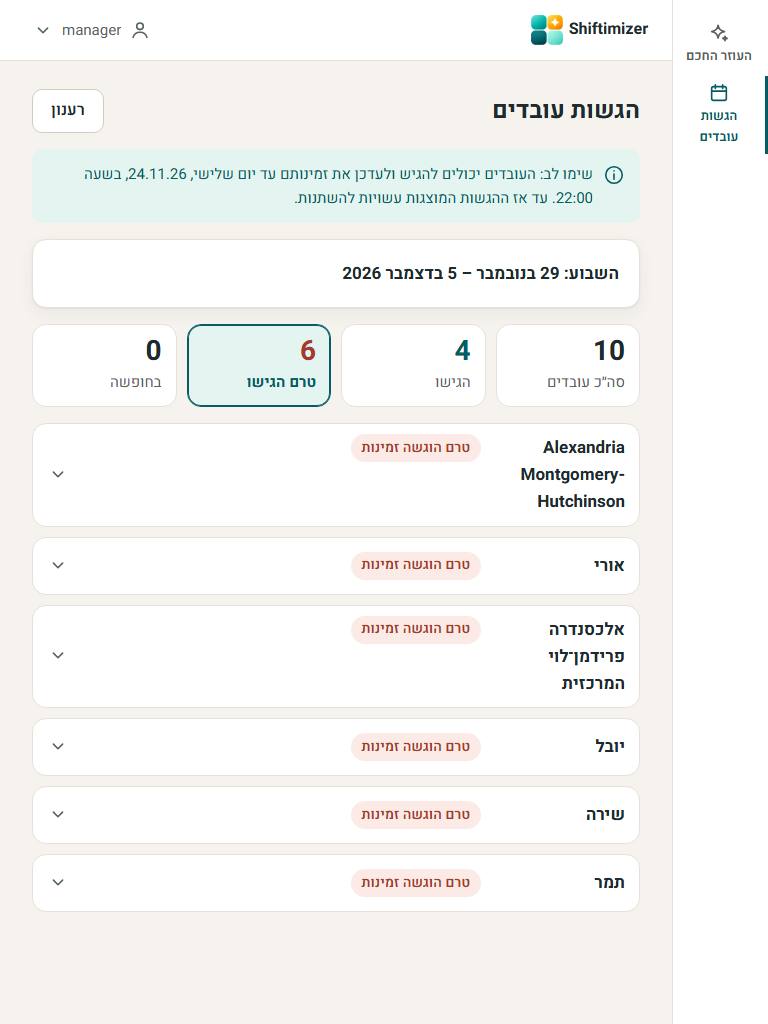 העוזר החכם
הגשות
עובדים
Shiftimizer
manager
הגשות עובדים
רענון
שימו לב: העובדים יכולים להגיש ולעדכן את זמינותם עד יום שלישי, 24.11.26, בשעה
22:00. עד אז ההגשות המוצגות עשויות להשתנות.
השבוע: 29 בנובמבר – 5 בדצמבר 2026
10
סה"כ עובדים
4
הגישו
6
טרם הגישו
0
בחופשה
Alexandria
Montgomery-
Hutchinson
טרם הוגשה זמינות
אורי
טרם הוגשה זמינות
אלכסנדרה
פרידמן־לוי
המרכזית
טרם הוגשה זמינות
יובל
טרם הוגשה זמינות
שירה
טרם הוגשה זמינות
תמר
טרם הוגשה זמינות